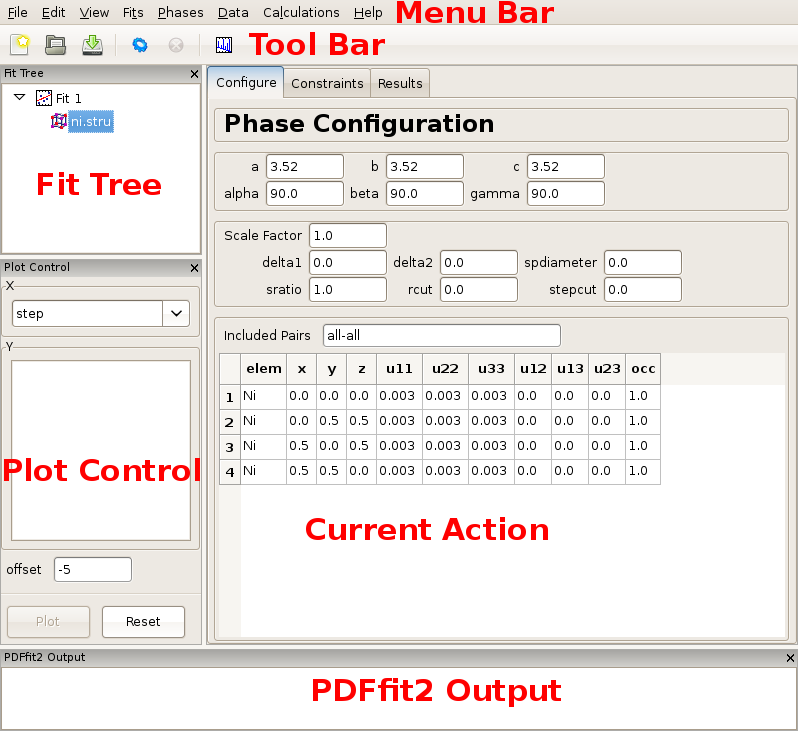 File Edit View Fits Phases Data Calculations Help Menu Bar
Tool Bar
Fit Tree
Fit 1
ni.stru
Fit Tree
Plot Control
X
step
Y
Plot Control
offset -5
Plot Reset
Configure Constraints Results
Phase Configuration
a 3.52 b 3.52 c 3.52
alpha 90.0 beta 90.0 gamma 90.0
Scale Factor 1.0
delta1 0.0 delta2 0.0 spdiameter 0.0
sratio 1.0 rcut 0.0 stepcut 0.0
Included Pairs all-all
elem x y z u11 u22 u33 u12 u13 u23 occ
1 Ni 0.0 0.0 0.0 0.003 0.003 0.003 0.0 0.0 0.0 1.0
2 Ni 0.0 0.5 0.5 0.003 0.003 0.003 0.0 0.0 0.0 1.0
3 Ni 0.5 0.0 0.5 0.003 0.003 0.003 0.0 0.0 0.0 1.0
4 Ni 0.5 0.5 0.0 0.003 0.003 0.003 0.0 0.0 0.0 1.0
Current Action
PDFfit2 Output
PDFfit2 Output